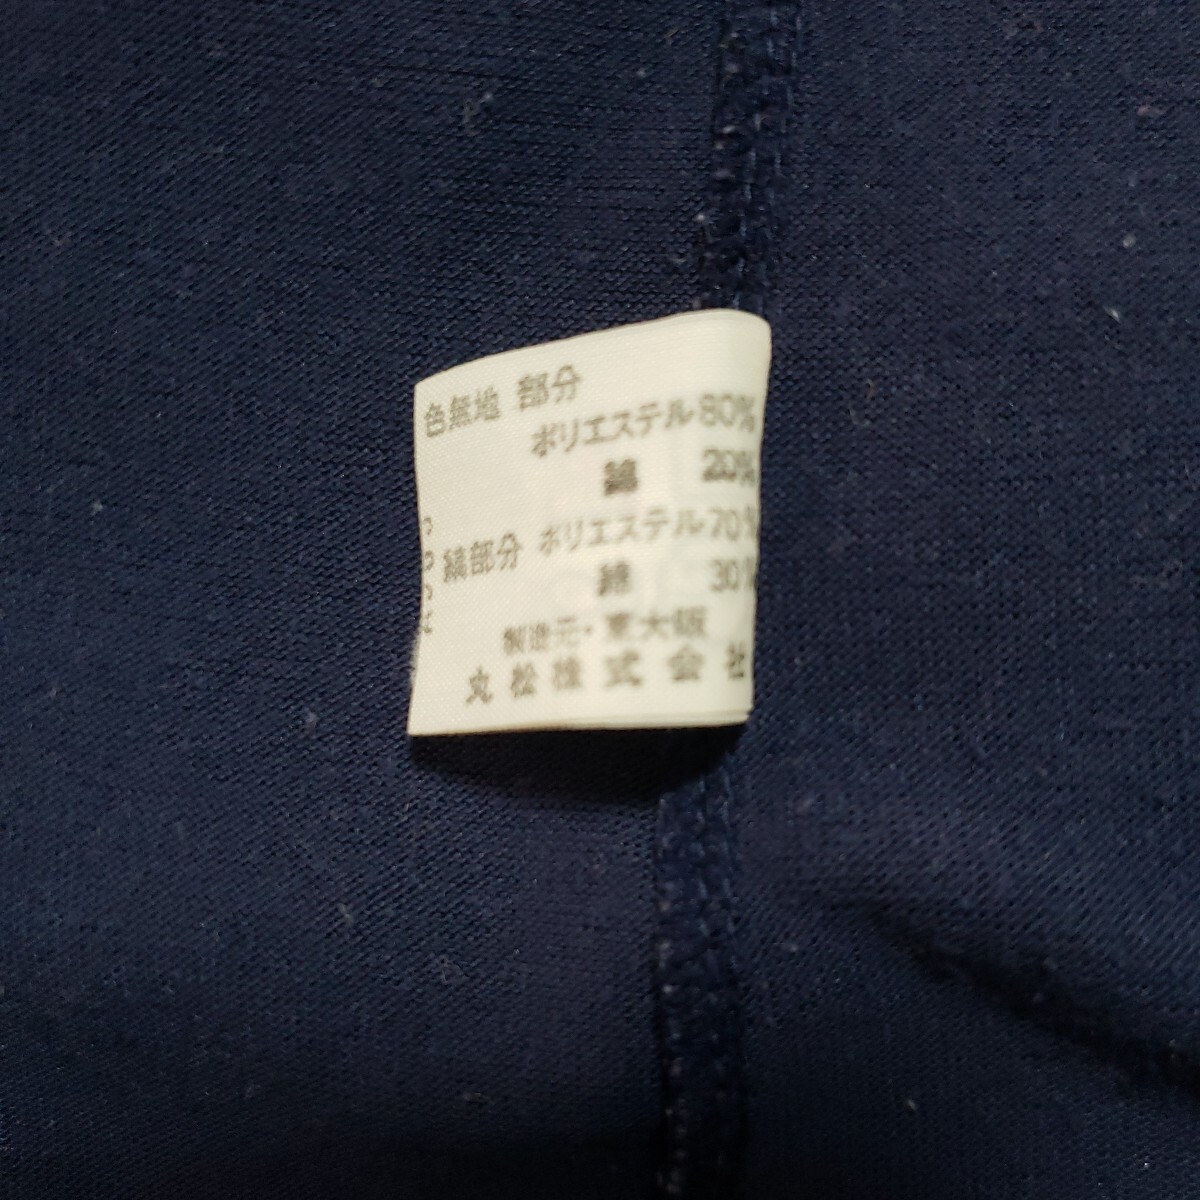 色無地 部分
ポリエステル80%
綿 20%
縞部分 ポリエステル70%
綿 30%
製造元・東大阪
丸松株式会社